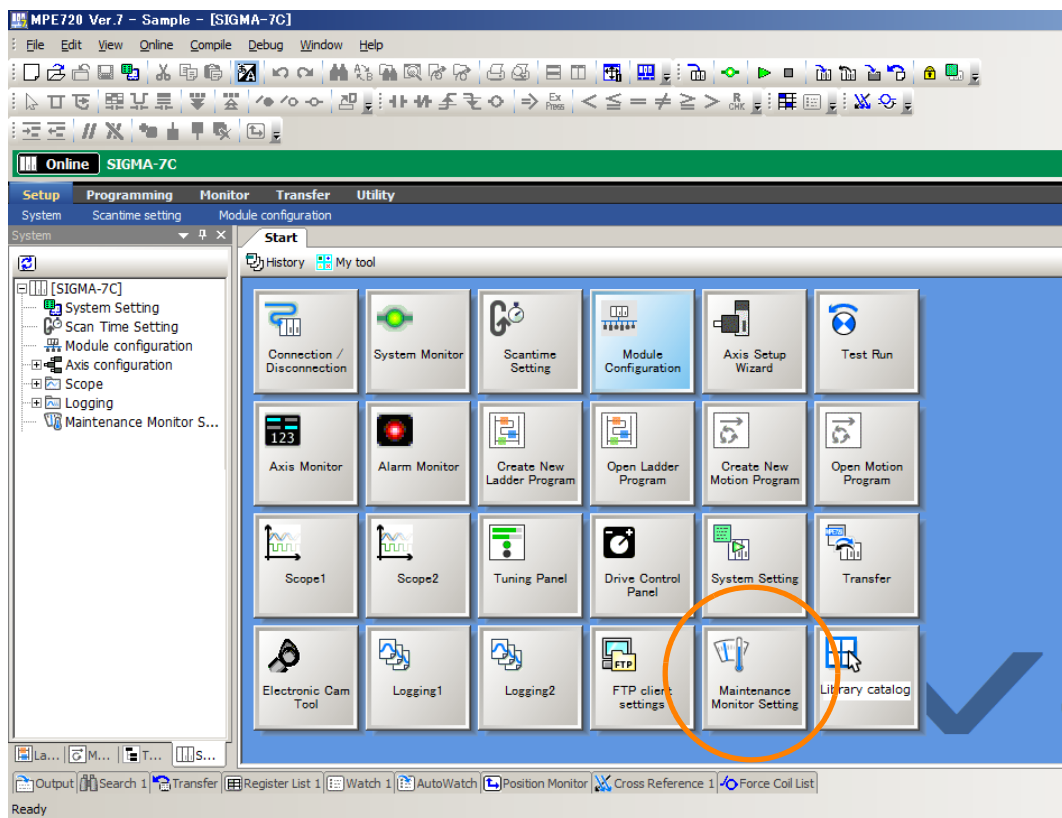 MPE720 Ver.7 - Sample - [SIGMA-7C]
File Edit View Online Compile Debug Window Help
Online SIGMA-7C
Setup Programming Monitor Transfer Utility
System Scantime setting Module configuration
System
Start
History My tool
[SIGMA-7C]
System Setting
Scan Time Setting
Module configuration
Axis configuration
Scope
Logging
Maintenance Monitor S...
Connection / Disconnection
System Monitor
Scantime Setting
Module Configuration
Axis Setup Wizard
Test Run
123
Axis Monitor
Alarm Monitor
Create New Ladder Program
Open Ladder Program
Create New Motion Program
Open Motion Program
Scope1
Scope2
Tuning Panel
Drive Control Panel
System Setting
Transfer
Electronic Cam Tool
Logging1
Logging2
FTP
FTP client settings
Maintenance Monitor Setting
Library catalog
La... M... T... S...
Output Search 1 Transfer Register List 1 Watch 1 AutoWatch Position Monitor Cross Reference 1 Force Coil List
Ready